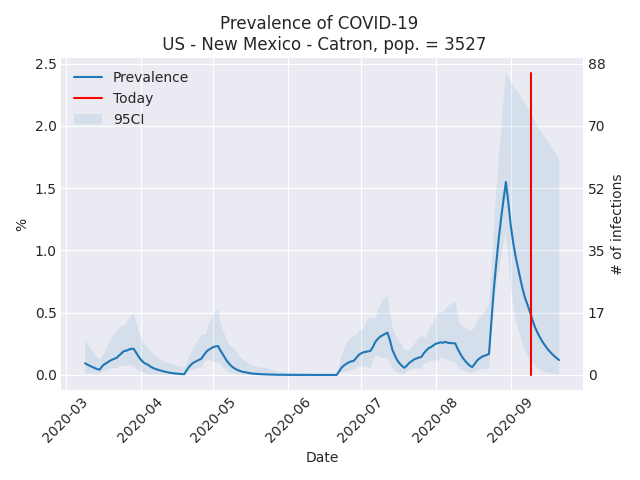 Prevalence of COVID-19
US - New Mexico - Catron, pop. = 3527
Prevalence
Today
95CI
2.5
2.0
1.5
1.0
0.5
0.0
%
88
70
52
35
17
0
# of infections
2020-03
2020-04
2020-05
2020-06
2020-07
2020-08
2020-09
Date